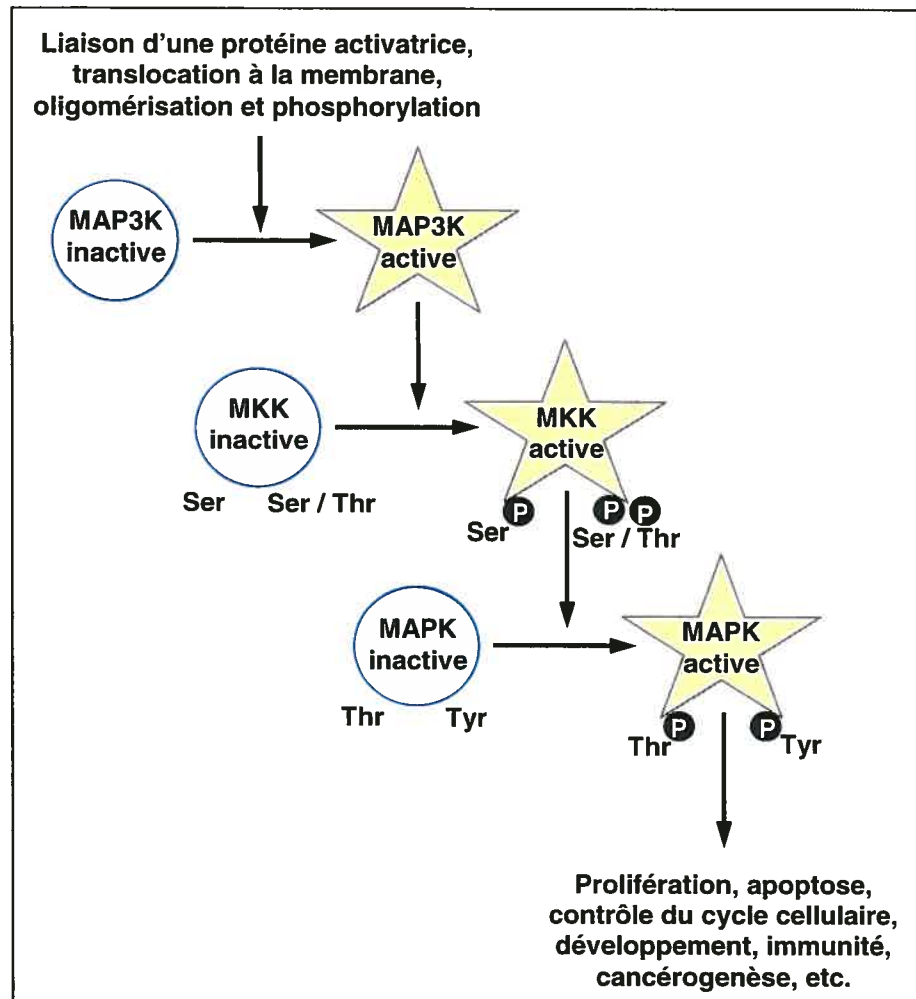 Liaison d'une protéine activatrice,
translocation à la membrane,
oligomérisation et phosphorylation
MAP3K
inactive
MAP3K
active
MKK
inactive
Ser Ser / Thr
MKK
active
P P P
Ser Ser / Thr
MAPK
inactive
Thr Tyr
MAPK
active
Thr P P Tyr
Prolifération, apoptose,
contrôle du cycle cellulaire,
développement, immunité,
cancérogenèse, etc.